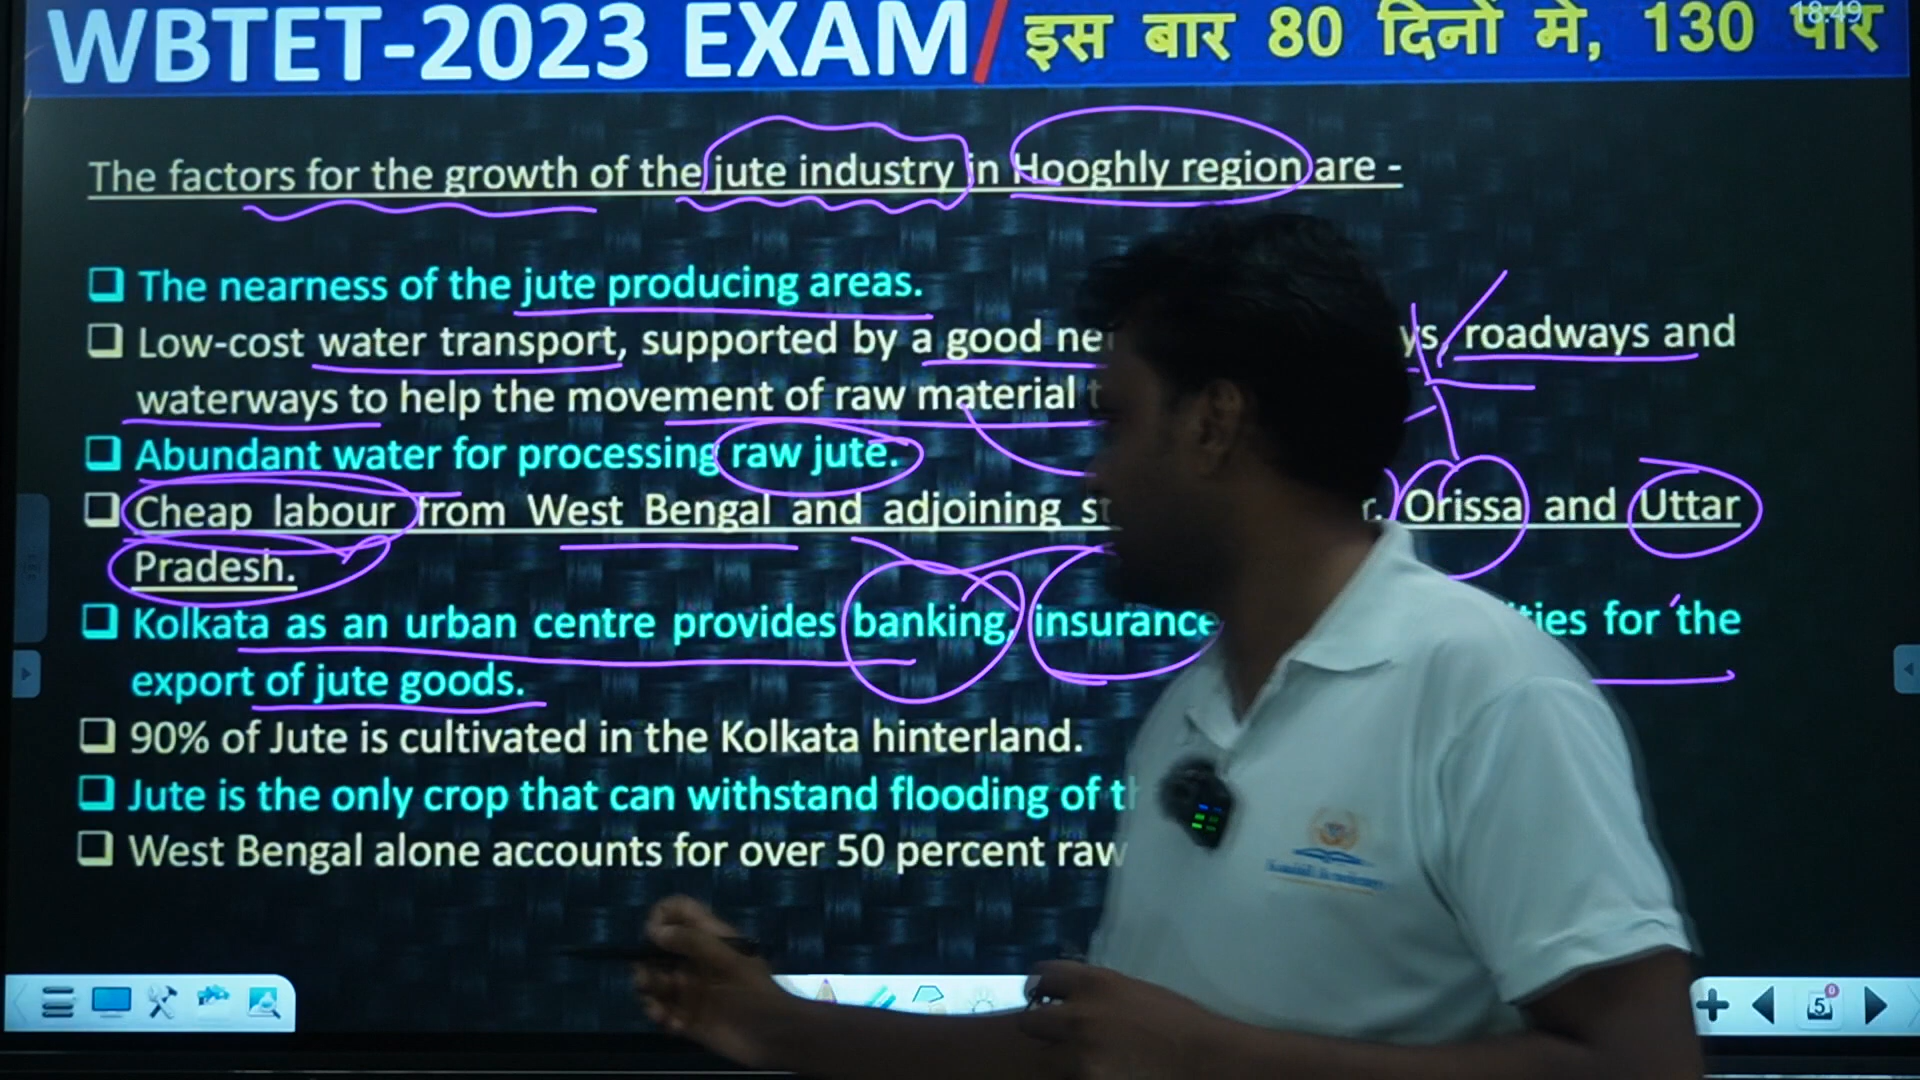 WBTET-2023 EXAM/ इस बार 80 दिनों मे, 130 पार
18:49
The factors for the growth of the jute industry in Hooghly region are -
The nearness of the jute producing areas.
Low-cost water transport, supported by a good roadways and
waterways to help the movement of raw material
Abundant water for processing raw jute.
Cheap labour from West Bengal and adjoining Orissa and Uttar
Pradesh.
Kolkata as an urban centre provides banking, insurance for the
export of jute goods.
90% of Jute is cultivated in the Kolkata hinterland.
Jute is the only crop that can withstand flooding of
West Bengal alone accounts for over 50 percent raw
5
0